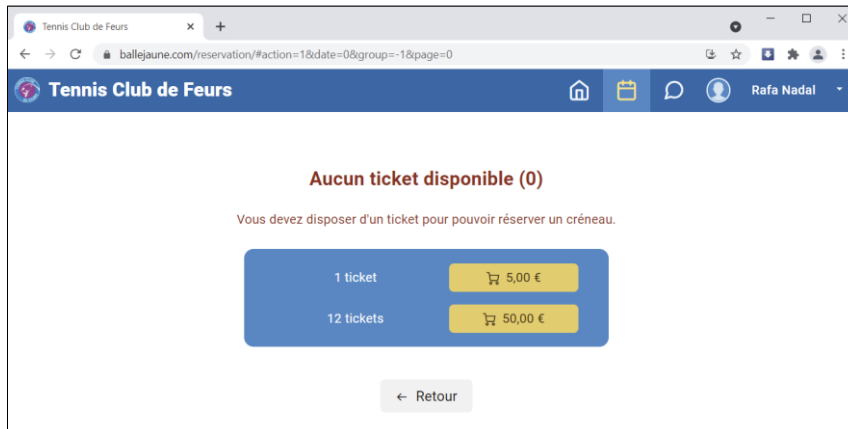 Tennis Club de Feurs
ballejaune.com/reservation/#action=1&date=0&group=-1&page=0
Tennis Club de Feurs
Rafa Nadal
Aucun ticket disponible (0)
Vous devez disposer d'un ticket pour pouvoir réserver un créneau.
1 ticket 5,00 €
12 tickets 50,00 €
← Retour